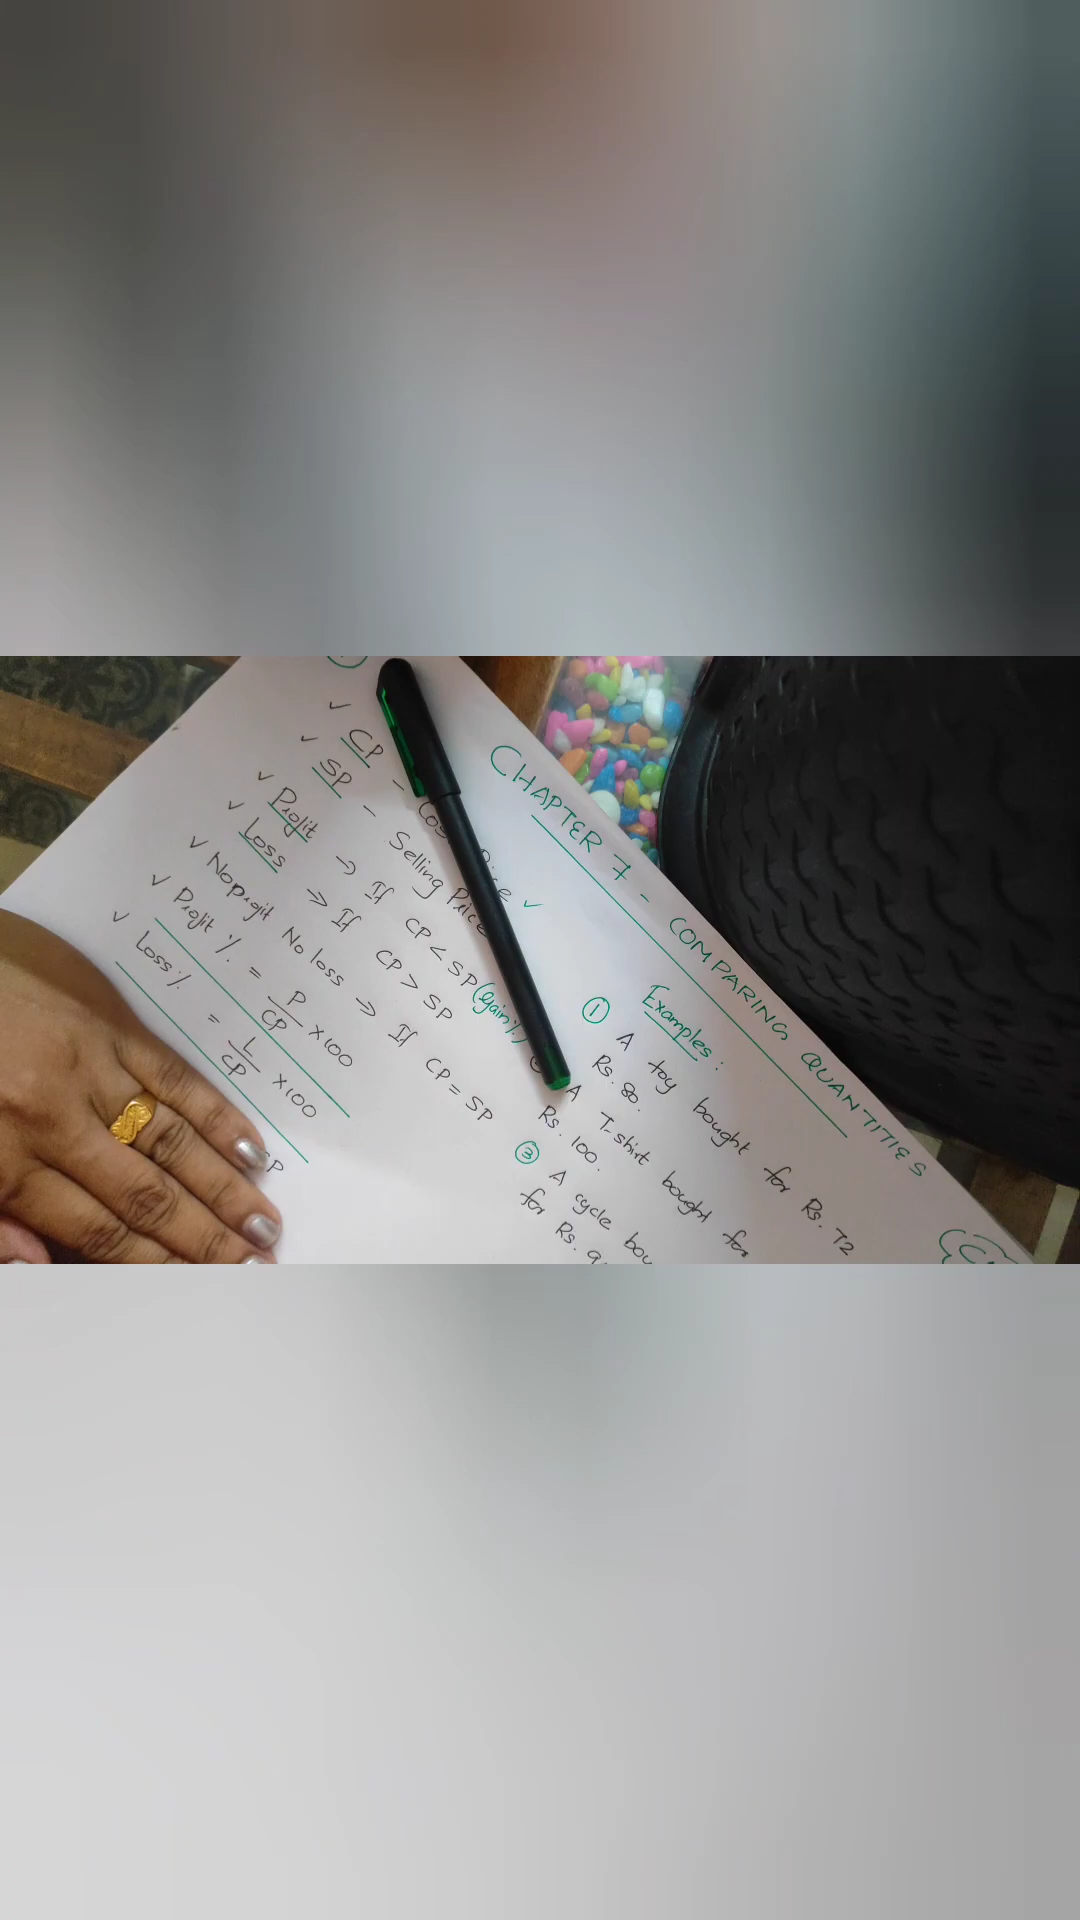 CHAPTER 7 - COMPARING QUANTITIES
✓ CP -
✓ SP - Selling Price
✓ Profit → If CP < SP (gain%)
✓ Loss ⇒ If CP > SP
✓ No profit No loss → If CP = SP
✓ Profit % = P/CP × 100
✓ Loss % = L/CP × 100
SP
Examples :
① A toy bought for Rs. 72
Rs. 80.
A T-shirt bought for
Rs. 100.
③ A cycle
for Rs.